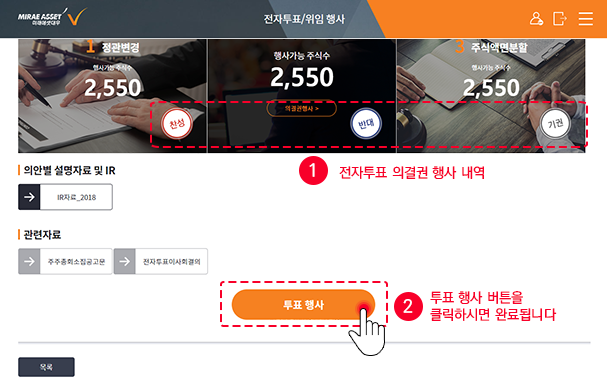 MIRAE ASSET
미래에셋대우
전자투표/위임 행사
1 정관변경
행사가능 주식수
2,550
찬성
행사가능 주식수
2,550
의결권행사 >
반대
3 주식액면분할
행사가능 주식수
2,550
기권
1 전자투표 의결권 행사 내역
의안별 설명자료 및 IR
IR자료_2018
관련자료
주주총회소집공고문
전자투표이사회결의
투표 행사
2 투표 행사 버튼을
클릭하시면 완료됩니다
목록